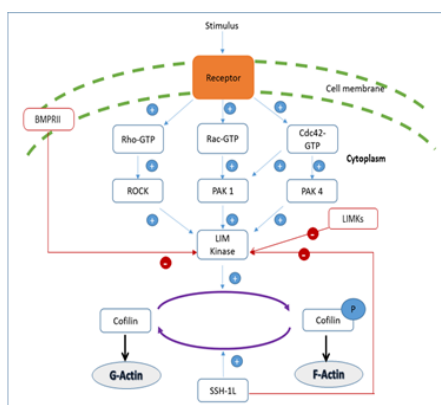 Stimulus
Receptor
Cell membrane
BMPRII
+
+
+
Rho-GTP
Rac-GTP
Cdc42-
GTP
Cytoplasm
+
+
+
+
ROCK
PAK 1
PAK 4
LIMKs
+
+
+
-
LIM
Kinase
-
-
+
P
Cofilin
Cofilin
+
G-Actin
F-Actin
SSH-1L